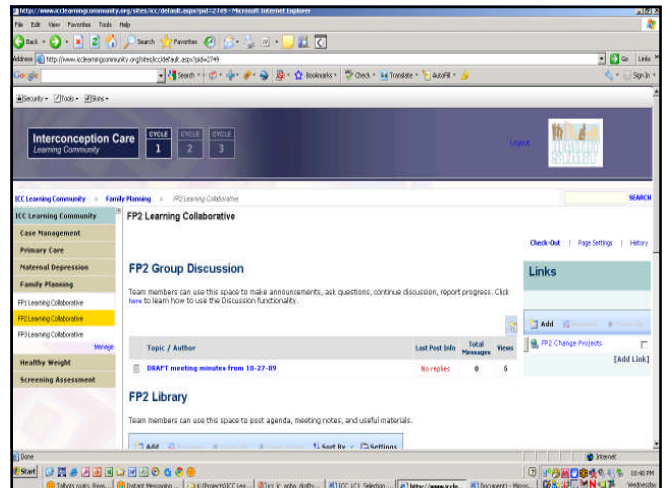 http://www.icclearningcommunity.org/sites/icc/default.aspx?pid=2749 - Microsoft Internet Explorer
File Edit View Favorites Tools Help
Back Search Favorites
Address http://www.icclearningcommunity.org/sites/icc/default.aspx?pid=2749 Go Links
Google Search Bookmarks Check Translate AutoFill Sign In
Security Tools Skins
Interconception Care
Learning Community
CYCLE 1
CYCLE 2
CYCLE 3
Logout
ICC Learning Community Family Planning FP2 Learning Collaborative SEARCH
ICC Learning Community
Case Management
Primary Care
Maternal Depression
Family Planning
FP1 Learning Collaborative
FP2 Learning Collaborative
FP3 Learning Collaborative
Manage
Healthy Weight
Screening Assessment
FP2 Learning Collaborative
Check-Out | Page Settings | History
FP2 Group Discussion
Team members can use this space to make announcements, ask questions, continue discussion, report progress. Click
here to learn how to use the Discussion functionality.
Topic / Author Last Post Info Total Messages Views
DRAFT meeting minutes from 10-27-09 No replies 0 5
FP2 Library
Team members can use this space to post agenda, meeting notes, and useful materials.
Add Sort By Settings
Links
Add
FP2 Change Projects
[Add Link]
Done Internet
Start 10:40 PM
Instant Messaging ... Wednesday